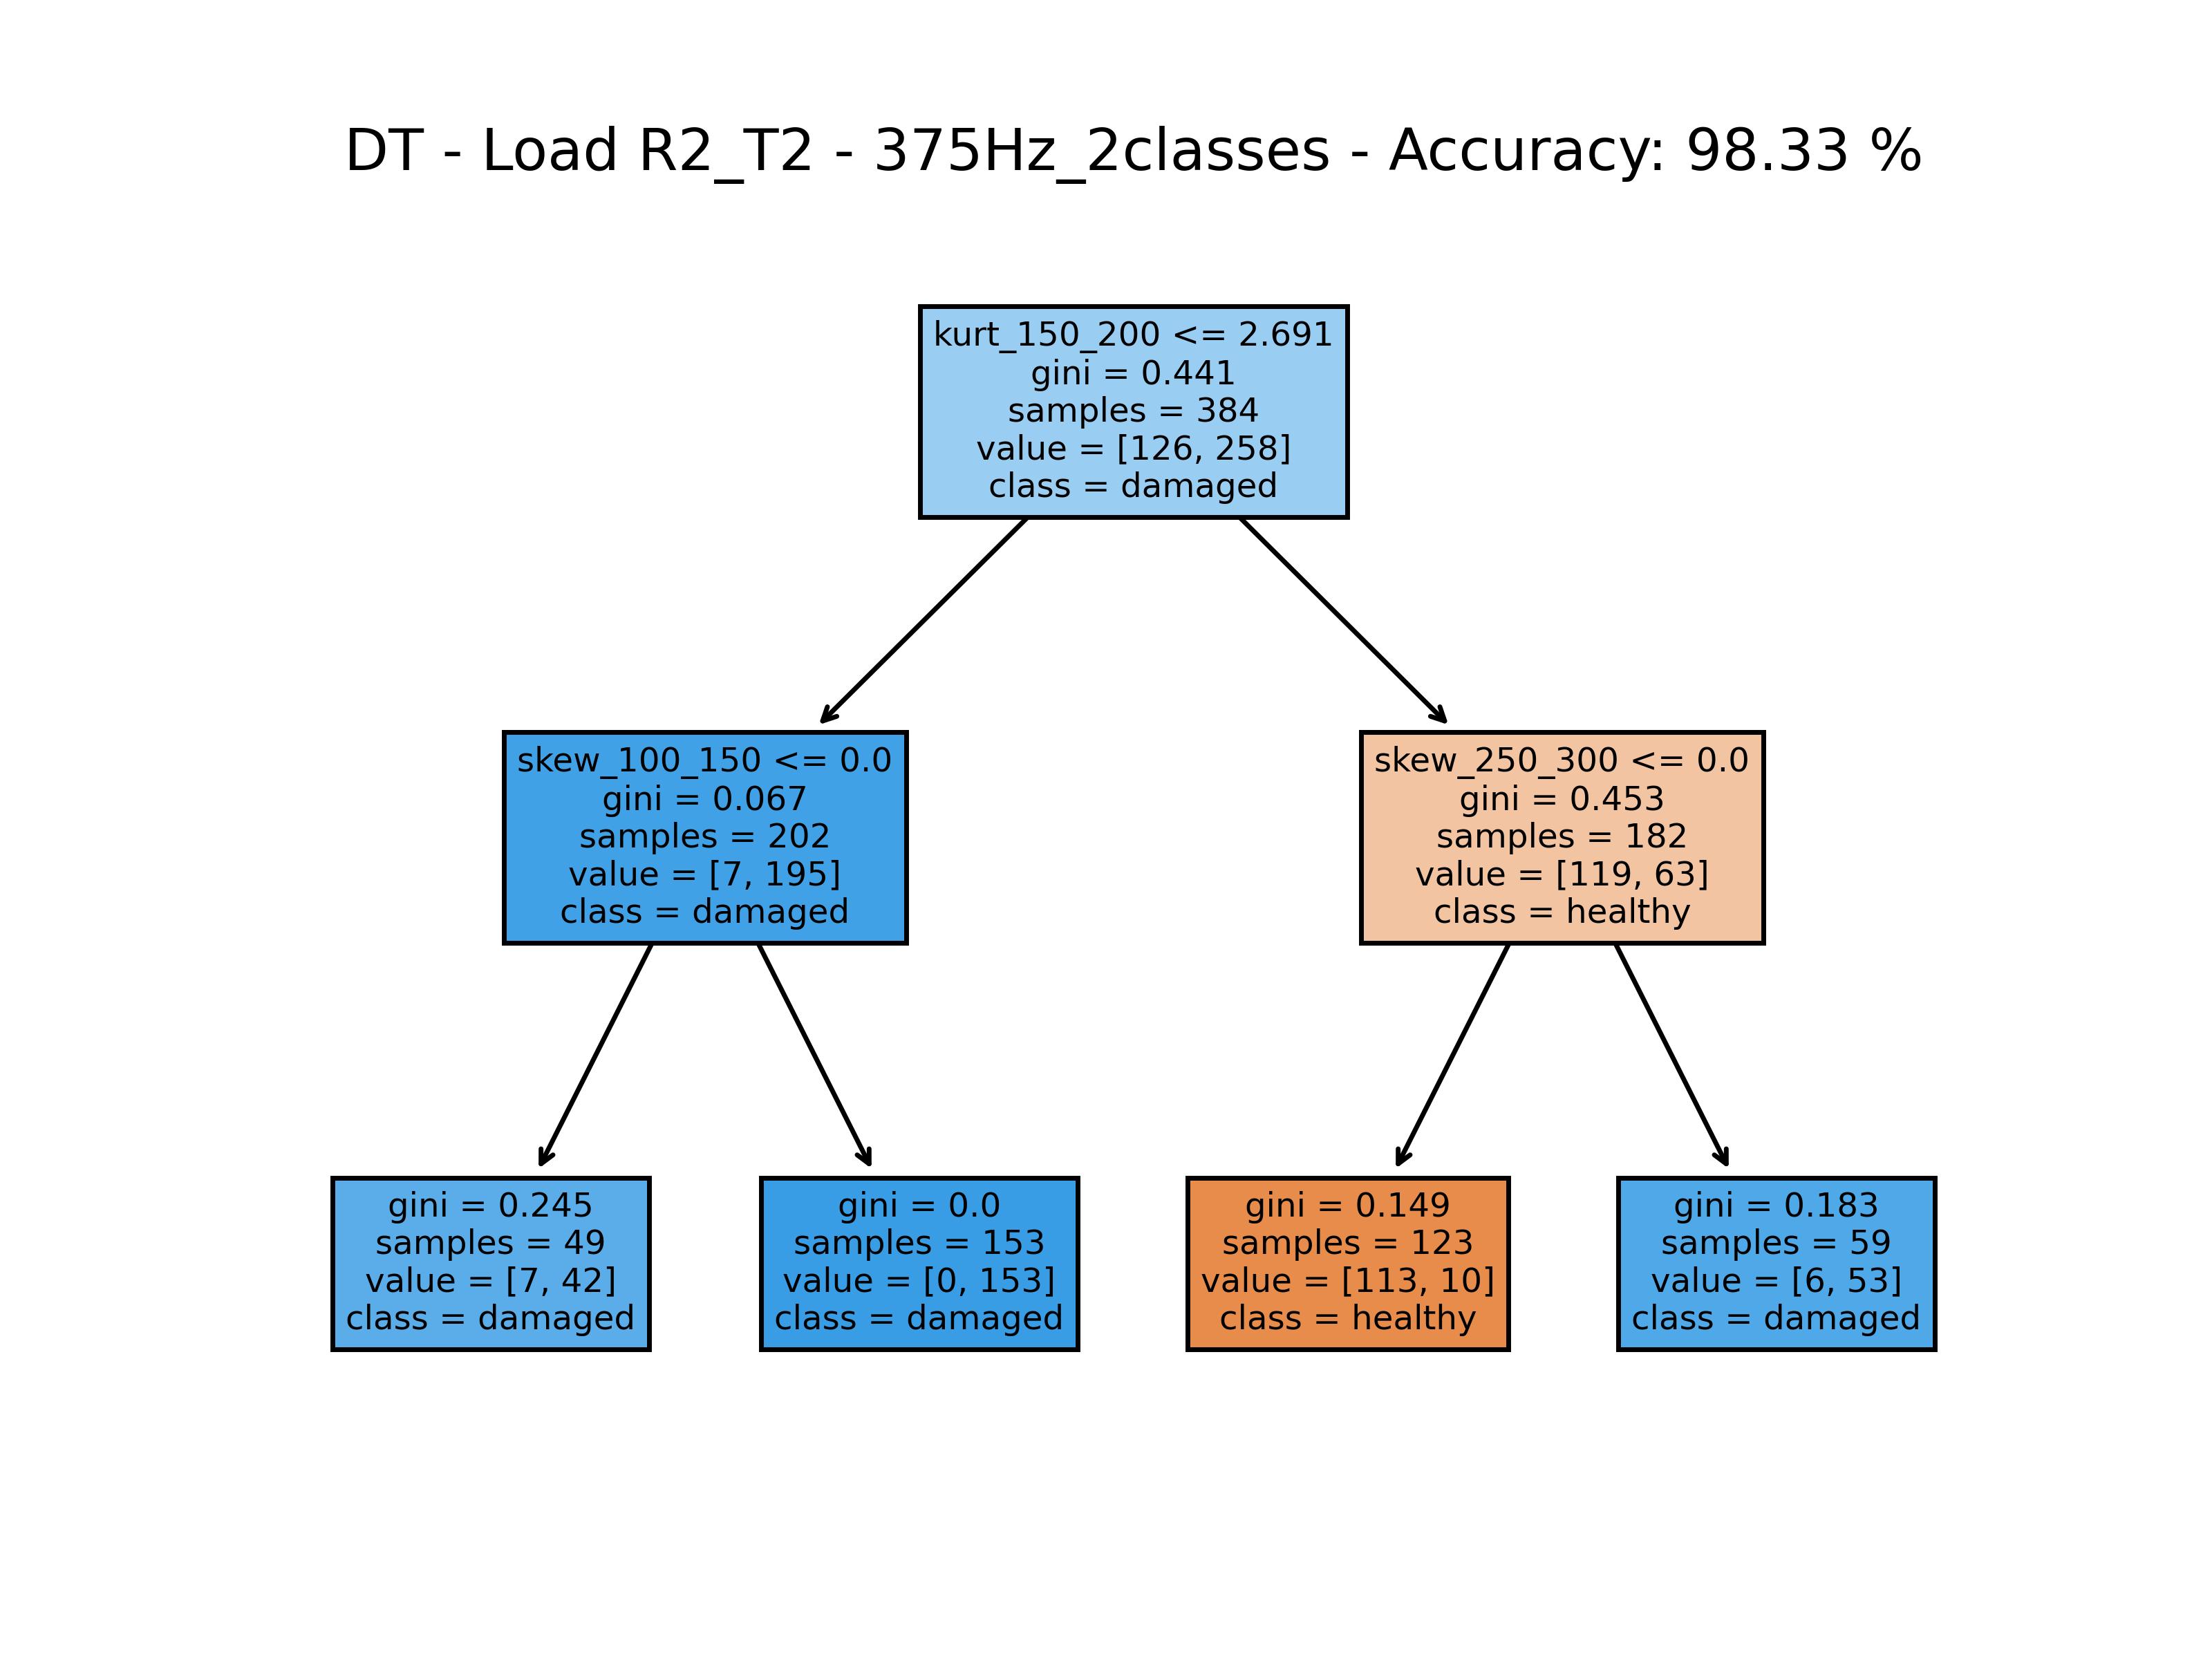 DT - Load R2_T2 - 375Hz_2classes - Accuracy: 98.33 %
kurt_150_200 <= 2.691
gini = 0.441
samples = 384
value = [126, 258]
class = damaged
skew_100_150 <= 0.0
gini = 0.067
samples = 202
value = [7, 195]
class = damaged
skew_250_300 <= 0.0
gini = 0.453
samples = 182
value = [119, 63]
class = healthy
gini = 0.245
samples = 49
value = [7, 42]
class = damaged
gini = 0.0
samples = 153
value = [0, 153]
class = damaged
gini = 0.149
samples = 123
value = [113, 10]
class = healthy
gini = 0.183
samples = 59
value = [6, 53]
class = damaged